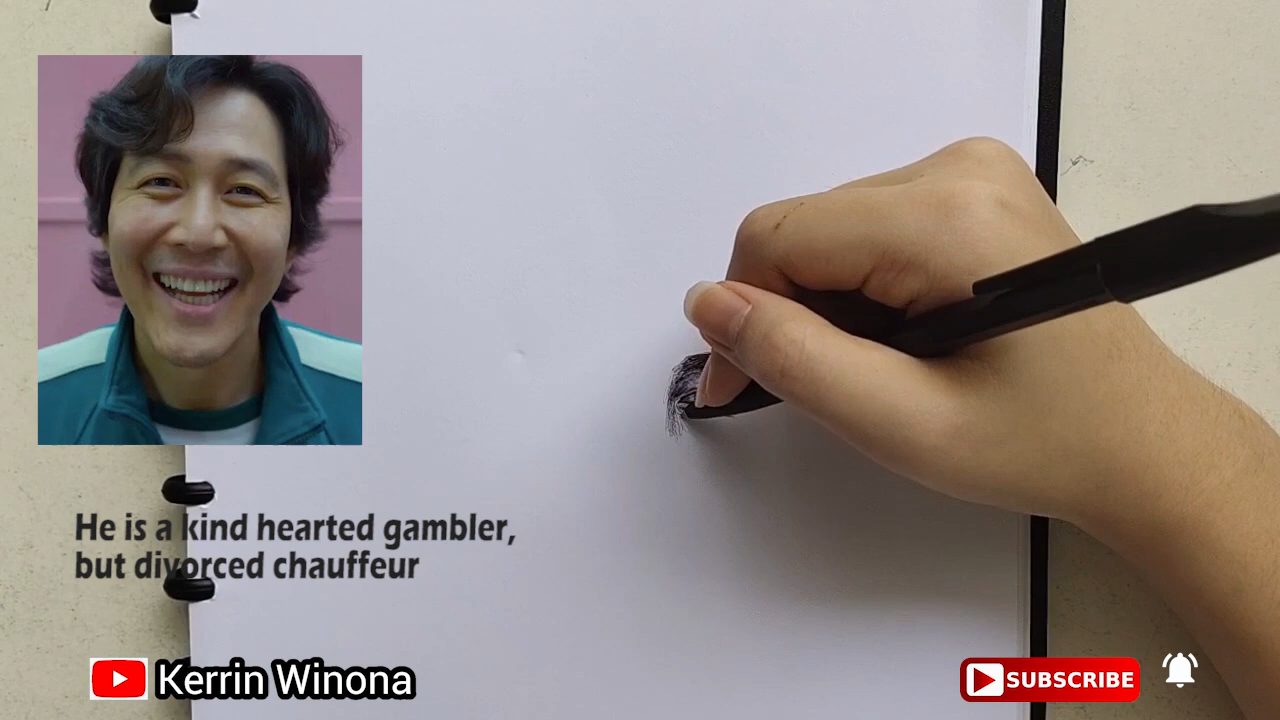 He is a kind hearted gambler,
but divorced chauffeur
Kerrin Winona
SUBSCRIBE